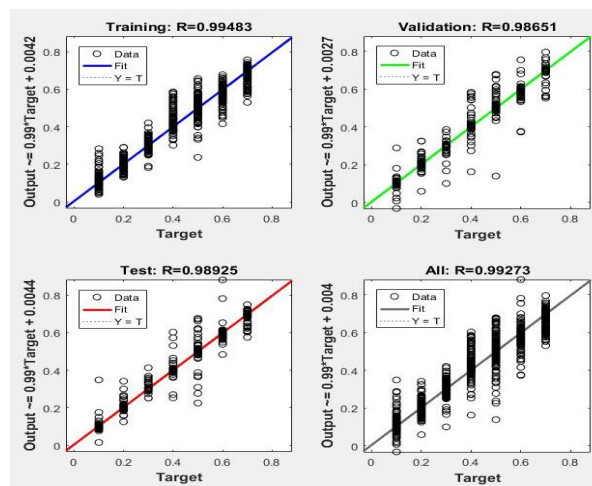 Training: R=0.99483
Output ~= 0.99*Target + 0.0042
Data
Fit
Y = T
0.8
0.6
0.4
0.2
0
0 0.2 0.4 0.6 0.8
Target
Validation: R=0.98651
Output ~= 0.99*Target + 0.0027
Data
Fit
Y = T
0.8
0.6
0.4
0.2
0
0 0.2 0.4 0.6 0.8
Target
Test: R=0.98925
Output ~= 0.99*Target + 0.0044
Data
Fit
Y = T
0.8
0.6
0.4
0.2
0
0 0.2 0.4 0.6 0.8
Target
All: R=0.99273
Output ~= 0.99*Target + 0.004
Data
Fit
Y = T
0.8
0.6
0.4
0.2
0
0 0.2 0.4 0.6 0.8
Target